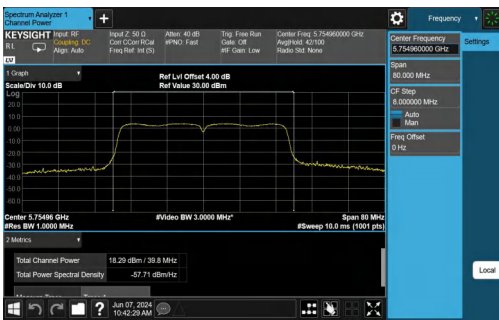 Spectrum Analyzer 1
Channel Power
+
Frequency
KEYSIGHT
R L
LV
Input: RF
Coupling: DC
Align: Auto
Input Z: 50 Ω
Corr CCorr RCal
Freq Ref: Int (S)
Atten: 40 dB
#PNO: Fast
Trig: Free Run
Gate: Off
#IF Gain: Low
Center Freq: 5.754960000 GHz
Avg|Hold: 42/100
Radio Std: None
Center Frequency
5.754960000 GHz
Settings
Span
80.000 MHz
CF Step
8.000000 MHz
Auto
Man
Freq Offset
0 Hz
Local
1 Graph
Scale/Div 10.0 dB
Ref Lvl Offset 4.00 dB
Ref Value 30.00 dBm
Log
20.0
10.0
0.00
-10.0
-20.0
-30.0
-40.0
-50.0
-60.0
Center 5.75496 GHz
#Res BW 1.0000 MHz
#Video BW 3.0000 MHz*
Span 80 MHz
#Sweep 10.0 ms (1001 pts)
2 Metrics
Total Channel Power 18.29 dBm / 39.8 MHz
Total Power Spectral Density -57.71 dBm/Hz
?
Jun 07, 2024
10:42:29 AM